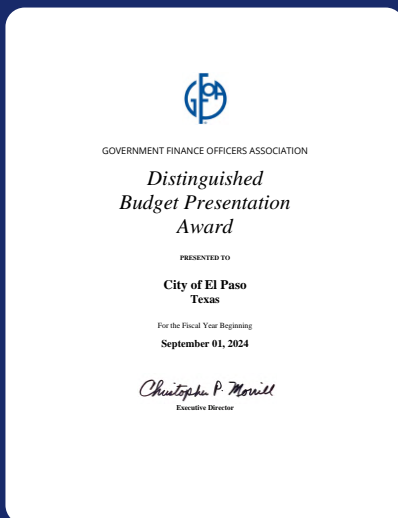 GFOA
GOVERNMENT FINANCE OFFICERS ASSOCIATION
Distinguished
Budget Presentation
Award
PRESENTED TO
City of El Paso
Texas
For the Fiscal Year Beginning
September 01, 2024
Christopher P. Morrill
Executive Director